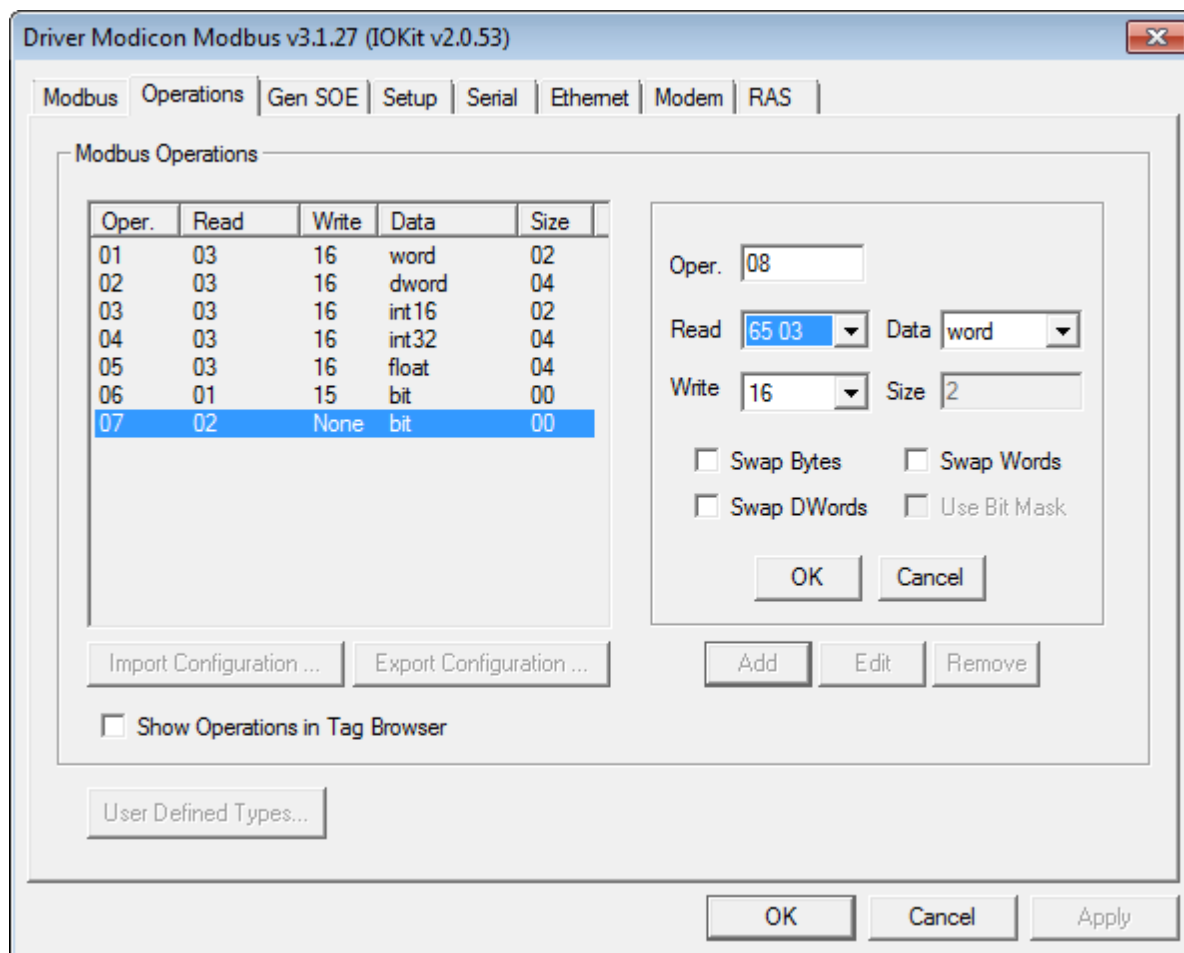 Driver Modicon Modbus v3.1.27 (IOKit v2.0.53)
Modbus Operations Gen SOE Setup Serial Ethernet Modem RAS
Modbus Operations
Oper. Read Write Data Size
01 03 16 word 02
02 03 16 dword 04
03 03 16 int16 02
04 03 16 int32 04
05 03 16 float 04
06 01 15 bit 00
07 02 None bit 00
Oper. 08
Read 65 03 Data word
Write 16 Size 2
Swap Bytes Swap Words
Swap DWords Use Bit Mask
OK Cancel
Import Configuration ... Export Configuration ... Add Edit Remove
Show Operations in Tag Browser
User Defined Types...
OK Cancel Apply